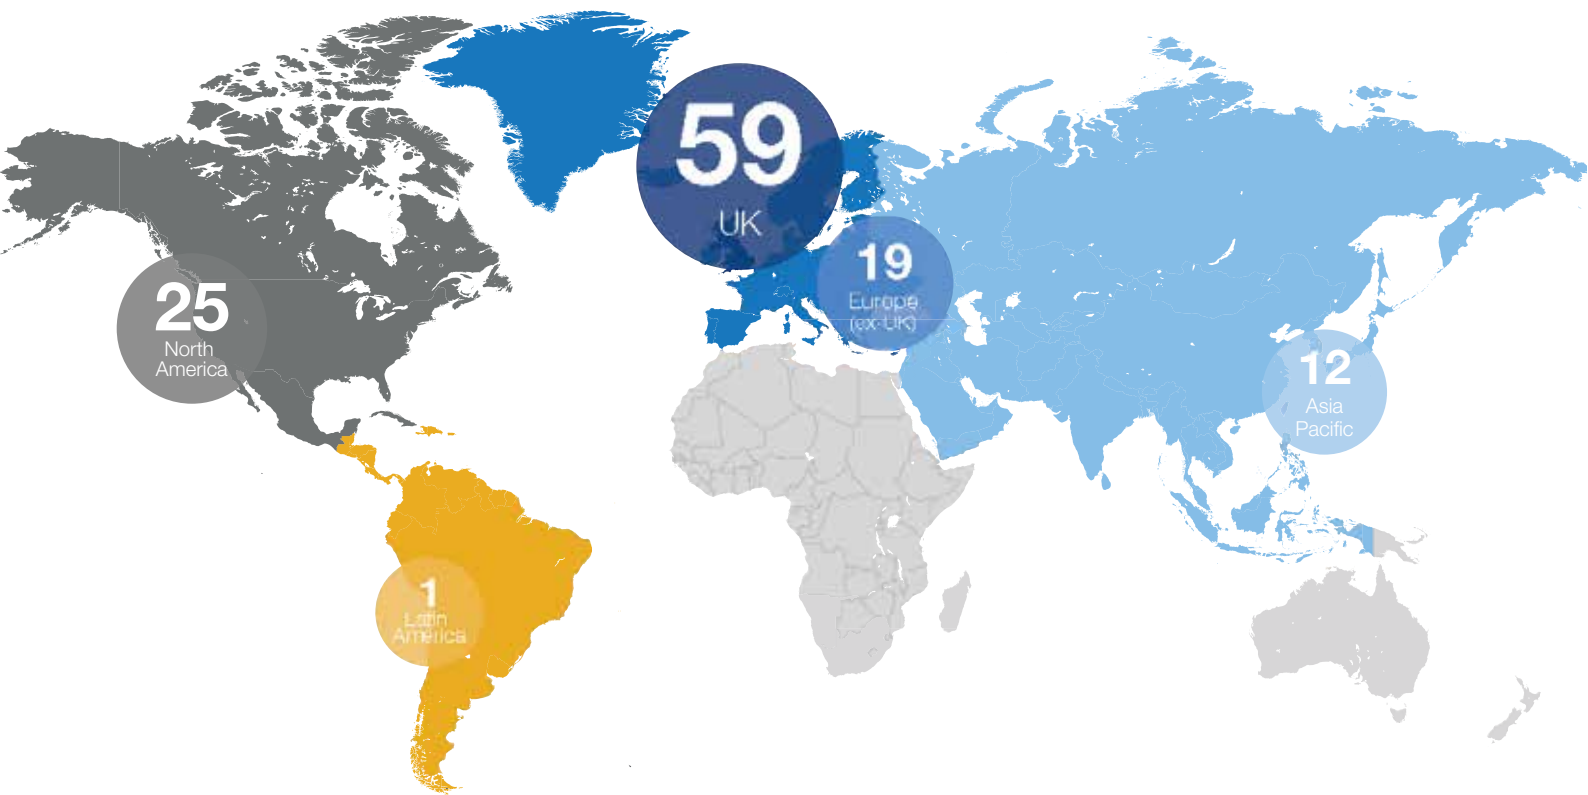 59
UK
19
Europe
(ex-UK)
25
North
America
12
Asia
Pacific
1
Latin
America